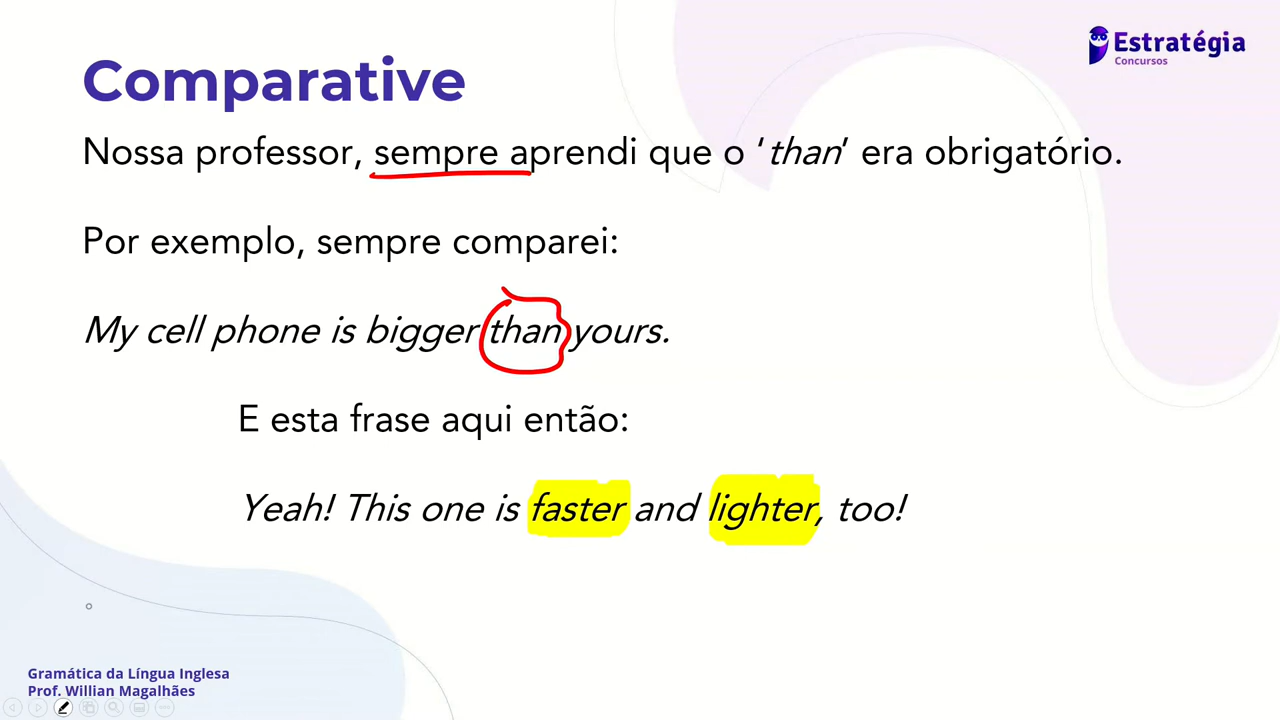 Estratégia
Concursos
Comparative
Nossa professor, sempre aprendi que o ‘than’ era obrigatório.
Por exemplo, sempre comparei:
My cell phone is bigger than yours.
E esta frase aqui então:
Yeah! This one is faster and lighter, too!
Gramática da Língua Inglesa
Prof. Willian Magalhães